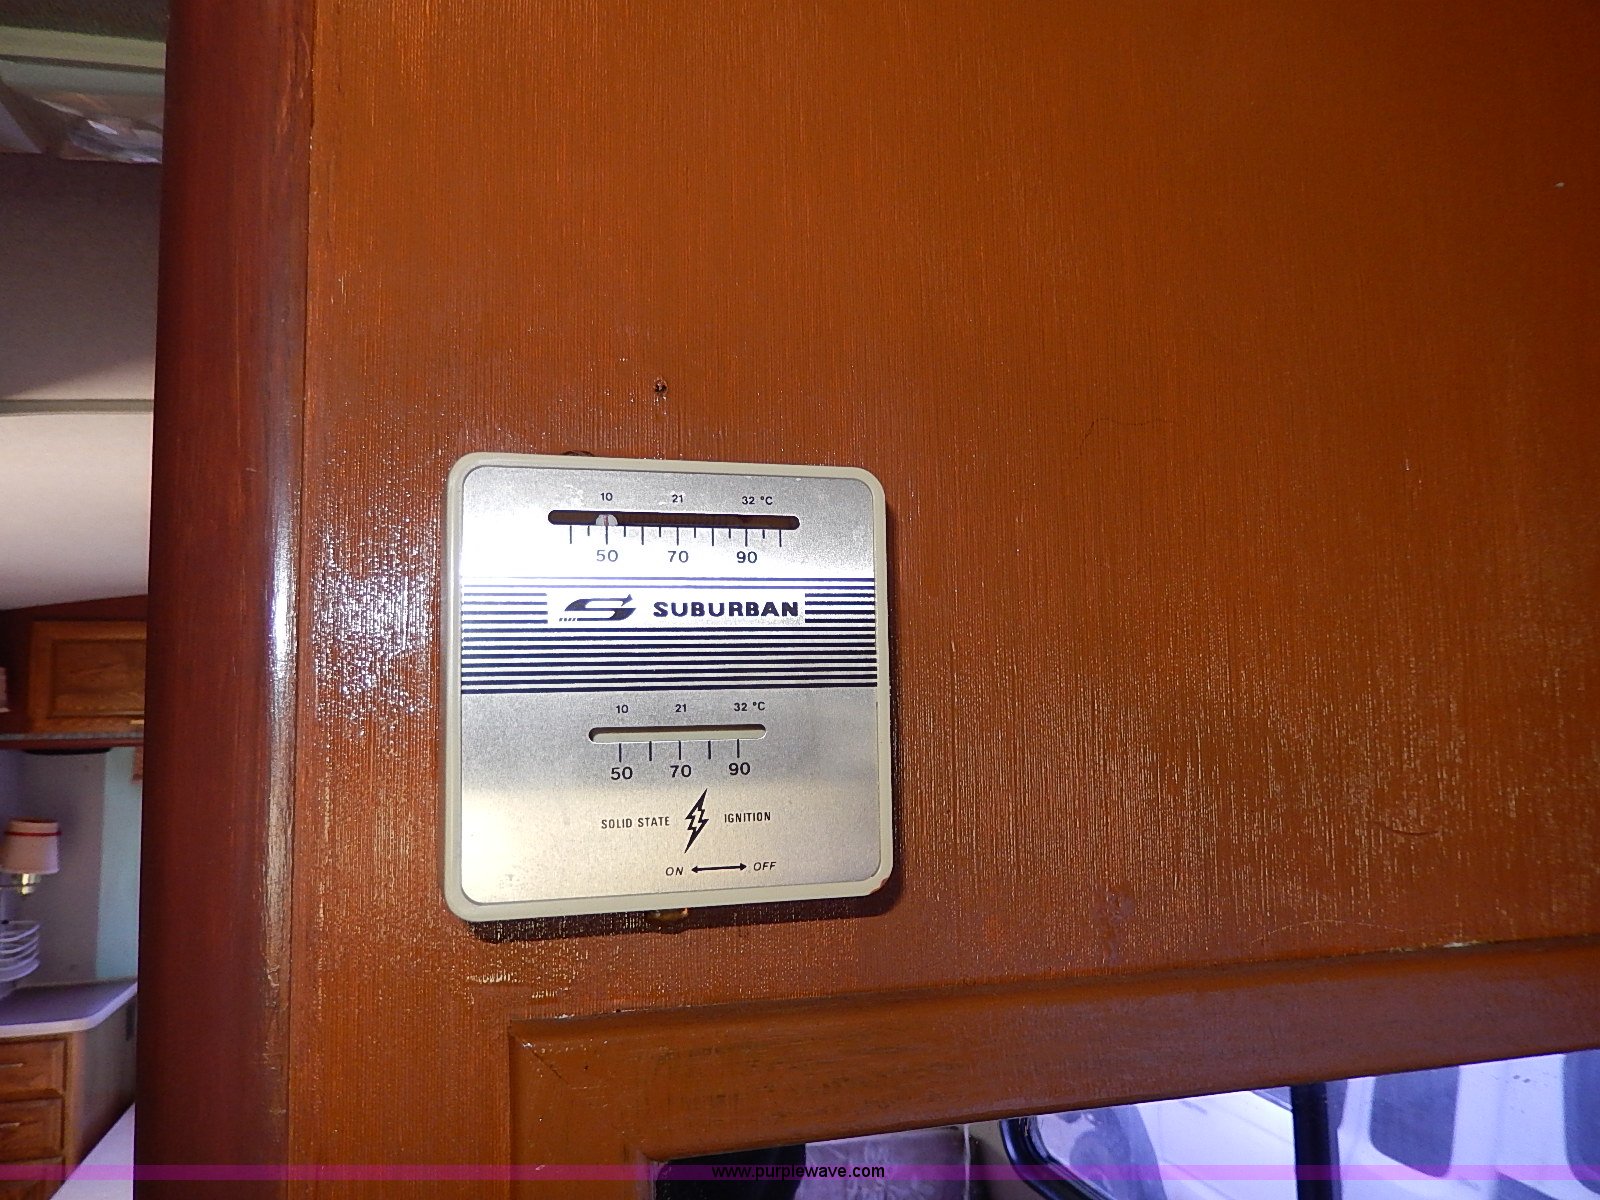 10 21 32 °C
50 70 90
SUBURBAN
10 21 32 °C
50 70 90
SOLID STATE IGNITION
ON OFF
www.purplewave.com